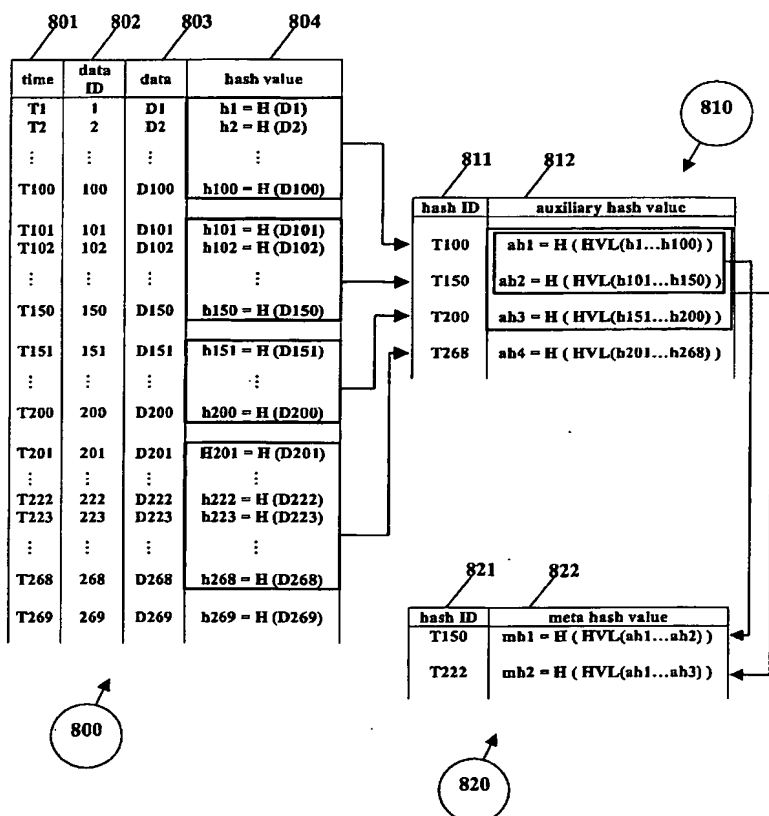 801 802 803 804
time data ID data hash value
T1 1 D1 h1 = H (D1)
T2 2 D2 h2 = H (D2)
⋮ ⋮ ⋮ ⋮
T100 100 D100 h100 = H (D100)
T101 101 D101 h101 = H (D101)
T102 102 D102 h102 = H (D102)
⋮ ⋮ ⋮ ⋮
T150 150 D150 h150 = H (D150)
T151 151 D151 h151 = H (D151)
⋮ ⋮ ⋮ ⋮
T200 200 D200 h200 = H (D200)
T201 201 D201 H201 = H (D201)
⋮ ⋮ ⋮ ⋮
T222 222 D222 h222 = H (D222)
T223 223 D223 h223 = H (D223)
⋮ ⋮ ⋮ ⋮
T268 268 D268 h268 = H (D268)
T269 269 D269 h269 = H (D269)
800
810
811 812
hash ID auxiliary hash value
T100 ah1 = H ( HVL(h1...h100) )
T150 ah2 = H ( HVL(h101...h150) )
T200 ah3 = H ( HVL(h151...h200) )
T268 ah4 = H ( HVL(h201...h268) )
821 822
hash ID meta hash value
T150 mh1 = H ( HVL(ah1...ah2) )
T222 mh2 = H ( HVL(ah1...ah3) )
820